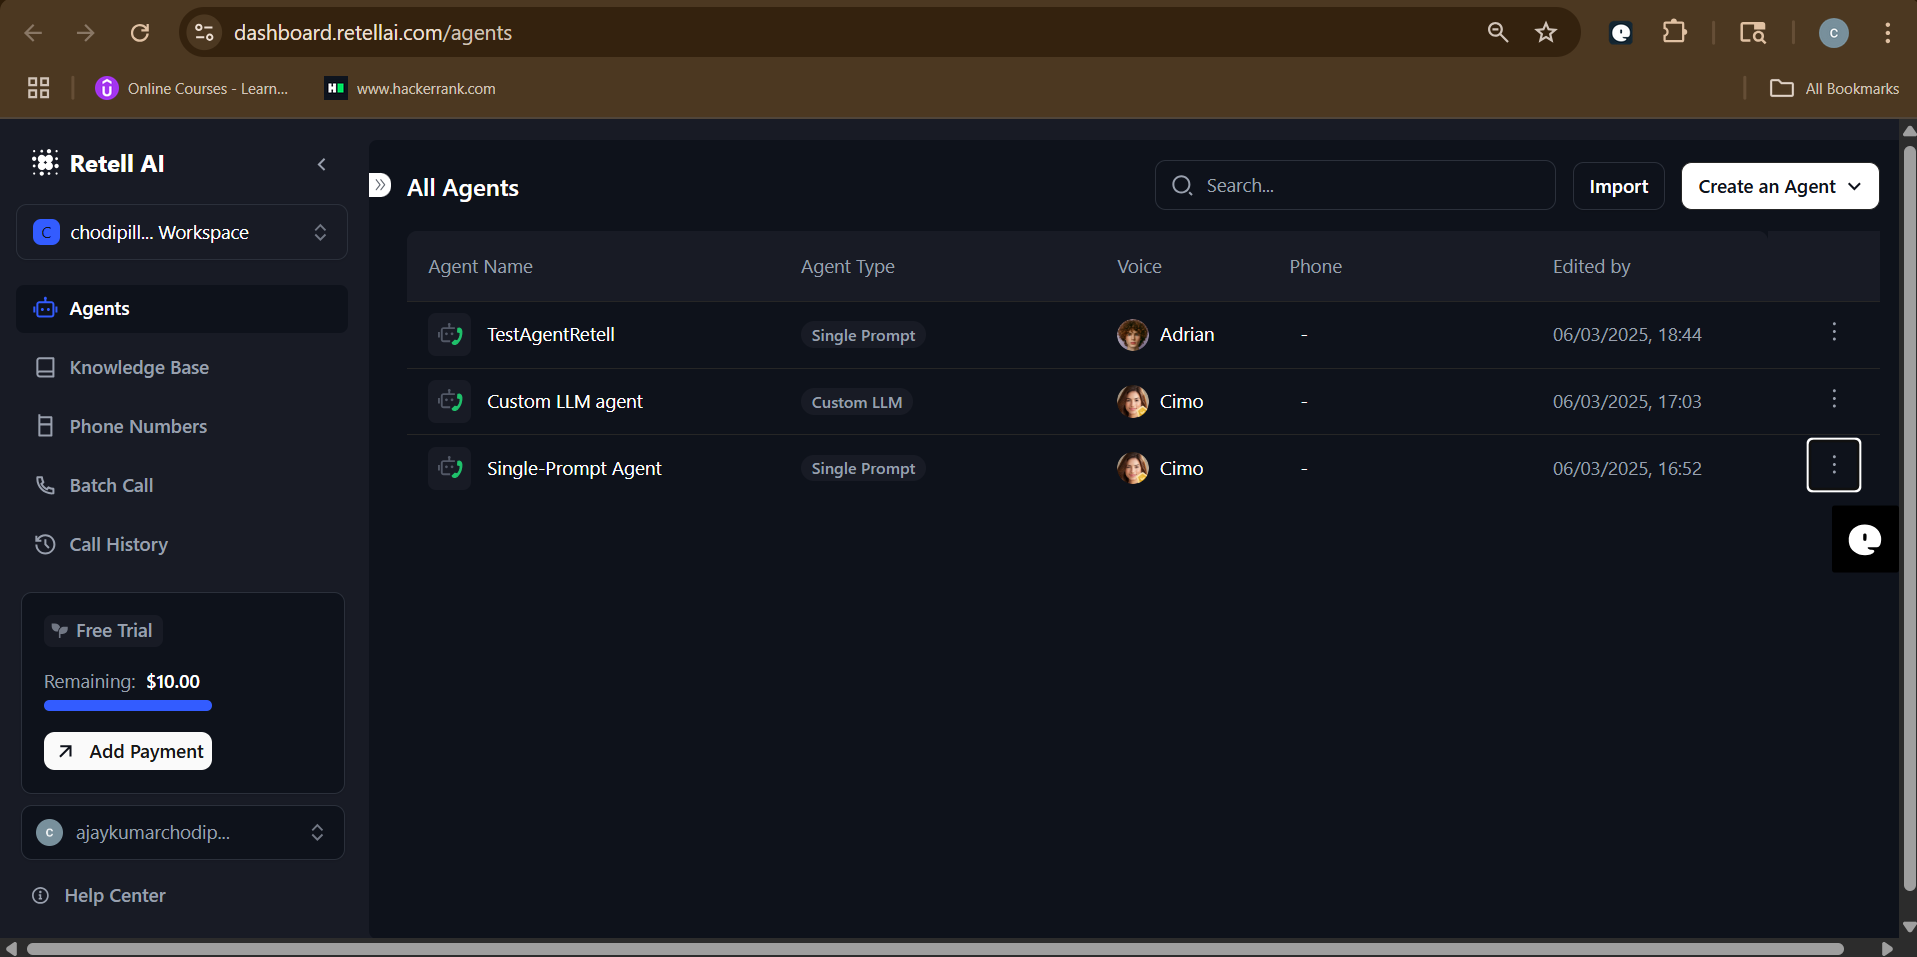 dashboard.retellai.com/agents
C
Online Courses - Learn...
H
www.hackerrank.com
All Bookmarks
Retell AI
C chodipill... Workspace
Agents
Knowledge Base
Phone Numbers
Batch Call
Call History
Free Trial
Remaining: $10.00
Add Payment
C ajaykumarchodip...
Help Center
All Agents
Search...
Import
Create an Agent
Agent Name Agent Type Voice Phone Edited by
TestAgentRetell Single Prompt Adrian - 06/03/2025, 18:44
Custom LLM agent Custom LLM Cimo - 06/03/2025, 17:03
Single-Prompt Agent Single Prompt Cimo - 06/03/2025, 16:52